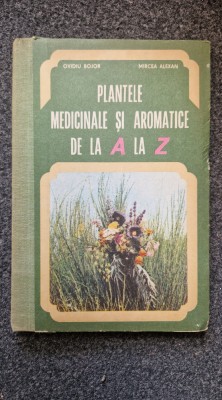 OVIDIU BOJOR MIRCEA ALEXAN
PLANTELE
MEDICINALE ȘI AROMATICE
DE LA A LA Z